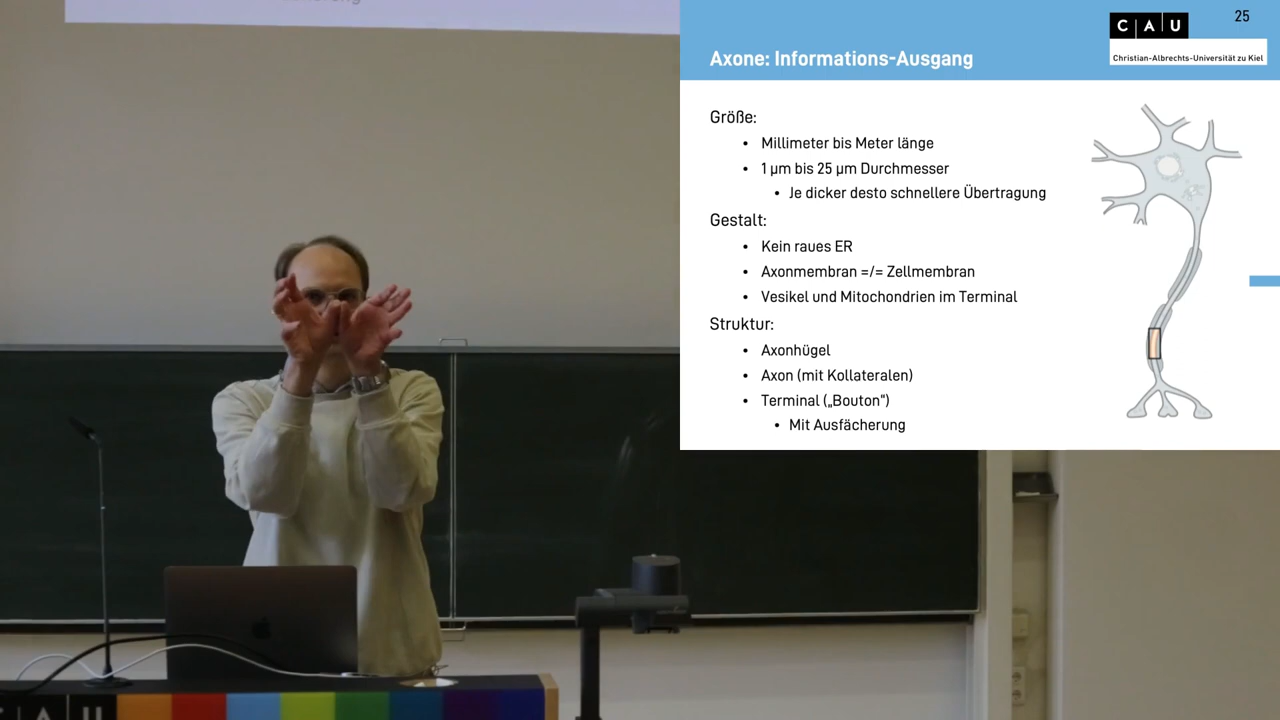 25
C A U
Christian-Albrechts-Universität zu Kiel
Axone: Informations-Ausgang
Größe:
• Millimeter bis Meter länge
• 1 µm bis 25 µm Durchmesser
• Je dicker desto schnellere Übertragung
Gestalt:
• Kein raues ER
• Axonmembran =/= Zellmembran
• Vesikel und Mitochondrien im Terminal
Struktur:
• Axonhügel
• Axon (mit Kollateralen)
• Terminal („Bouton“)
• Mit Ausfächerung
C A U